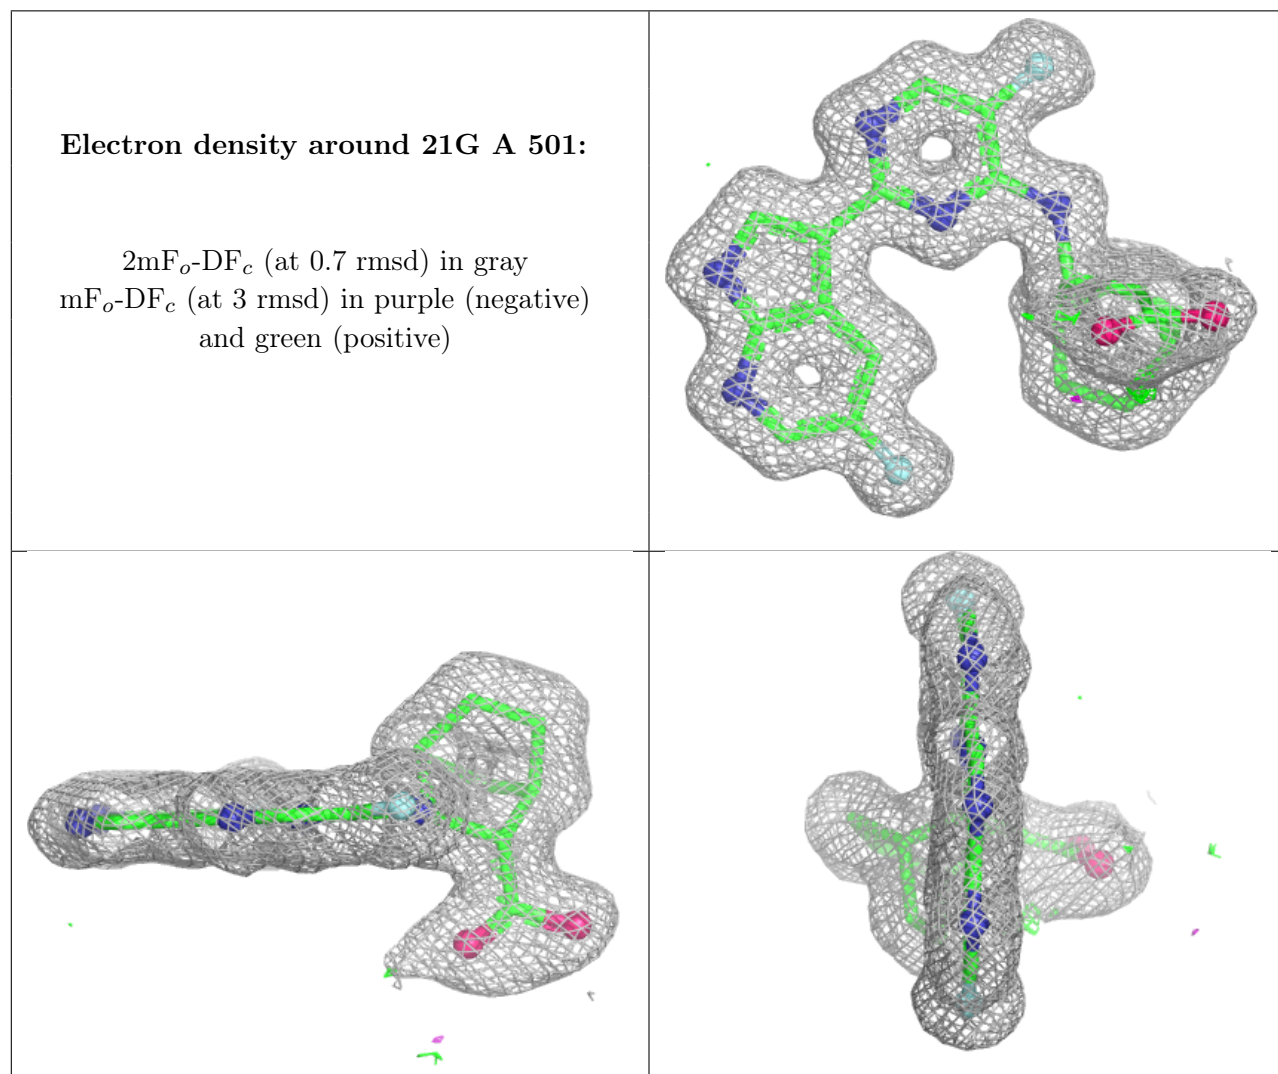 Electron density around 21G A 501:
2mFo-DFc (at 0.7 rmsd) in gray
mFo-DFc (at 3 rmsd) in purple (negative)
and green (positive)